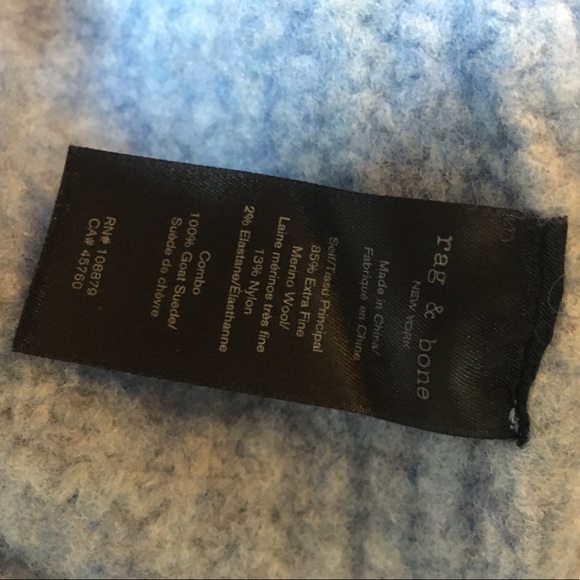 rag & bone
NEW YORK
Made in China/
Fabriqué en Chine
Self/Tissu Principal
85% Extra Fine
Merino Wool/
Laine mérinos très fine
13% Nylon
2% Elastane/Élasthanne
Combo
100% Goat Suede/
Suède de chèvre
RN# 108879
CA# 45760